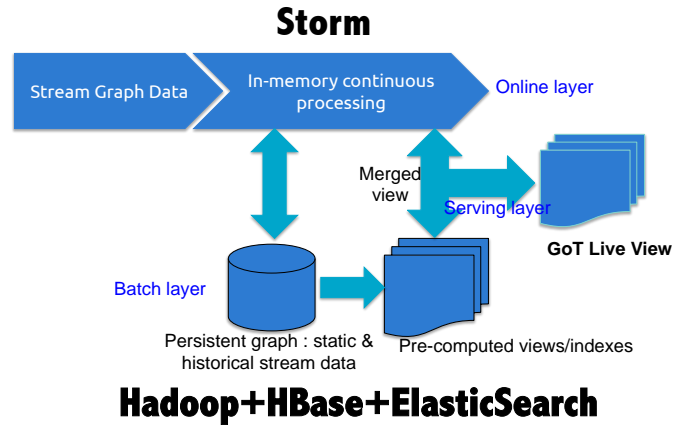 Storm
Stream Graph Data
In-memory continuous
processing
Online layer
Merged
view
Serving layer
GoT Live View
Batch layer
Persistent graph : static &
historical stream data
Pre-computed views/indexes
Hadoop+HBase+ElasticSearch